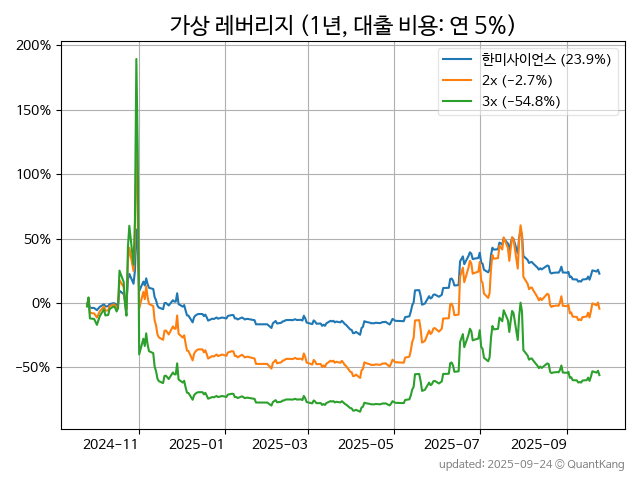 가상 레버리지 (1년, 대출 비용: 연 5%)
200%
150%
100%
50%
0%
−50%
한미사이언스 (23.9%)
2x (−2.7%)
3x (−54.8%)
2024-11
2025-01
2025-03
2025-05
2025-07
2025-09
updated: 2025-09-24 © QuantKang